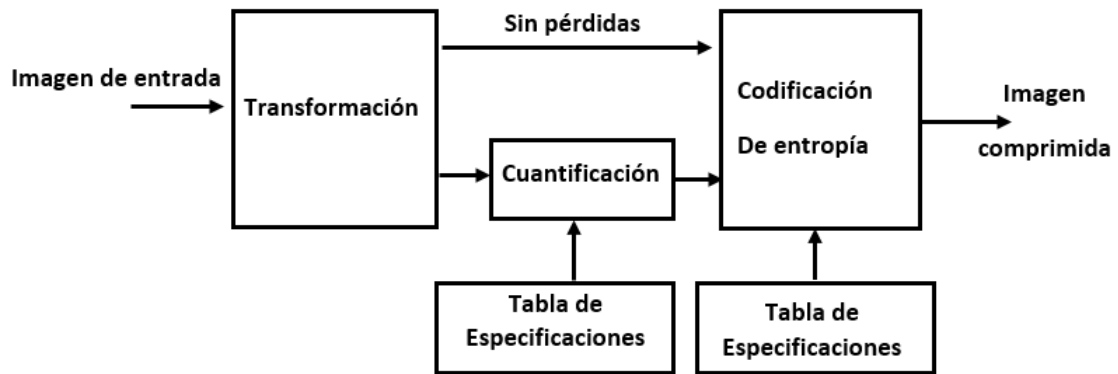 Sin pérdidas
Imagen de entrada
Transformación
Codificación
De entropía
Imagen
comprimida
Cuantificación
Tabla de
Especificaciones
Tabla de
Especificaciones